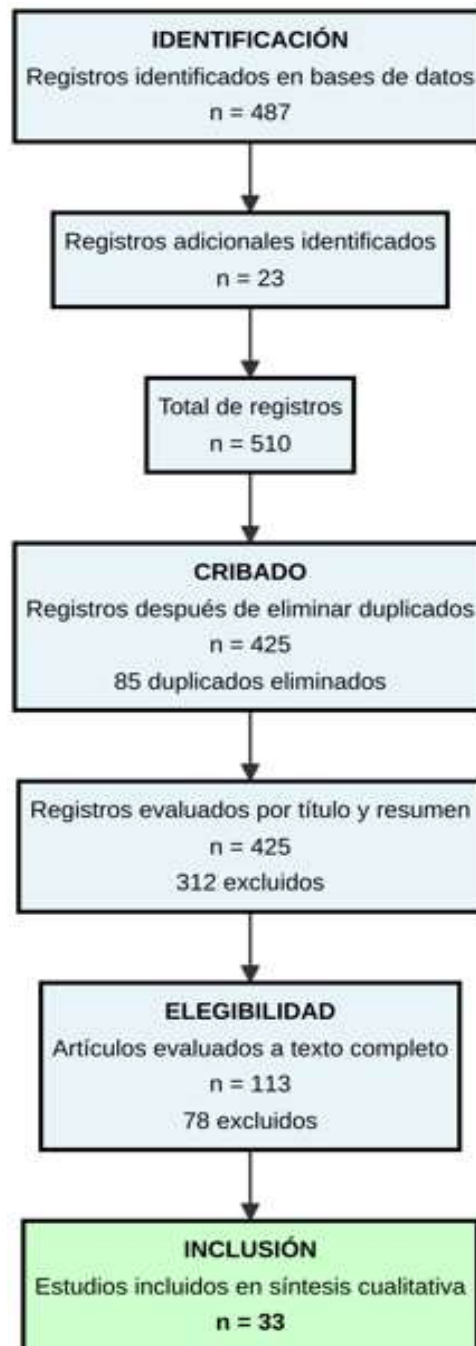 IDENTIFICACIÓN
Registros identificados en bases de datos
n = 487
Registros adicionales identificados
n = 23
Total de registros
n = 510
CRIBADO
Registros después de eliminar duplicados
n = 425
85 duplicados eliminados
Registros evaluados por título y resumen
n = 425
312 excluidos
ELEGIBILIDAD
Artículos evaluados a texto completo
n = 113
78 excluidos
INCLUSIÓN
Estudios incluidos en síntesis cualitativa
n = 33